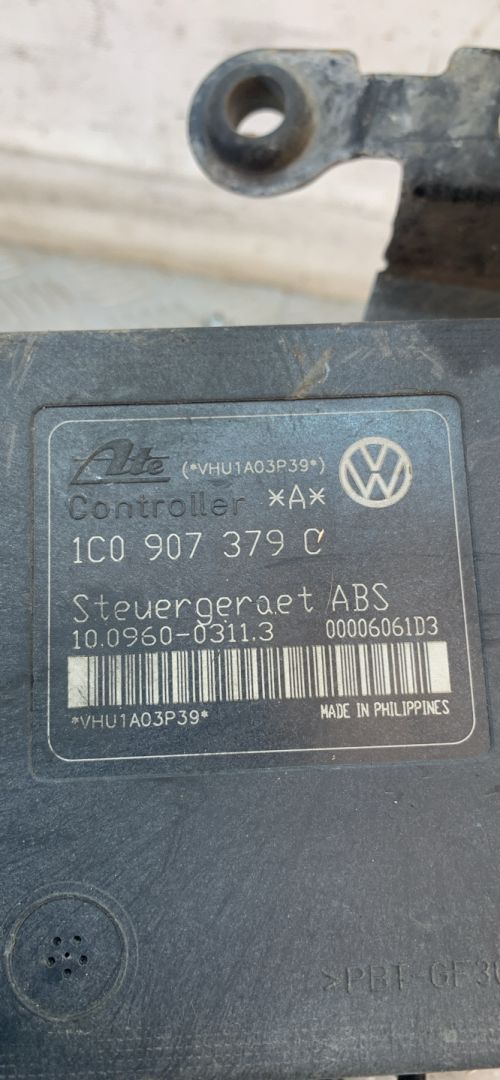 Ate (*VHU1A03P39*)
Controller *A*
1C0 907 379 C
Steuergeraet ABS
10.0960-0311.3 00006061D3
*VHU1A03P39* MADE IN PHILIPPINES
>PBT-GF3